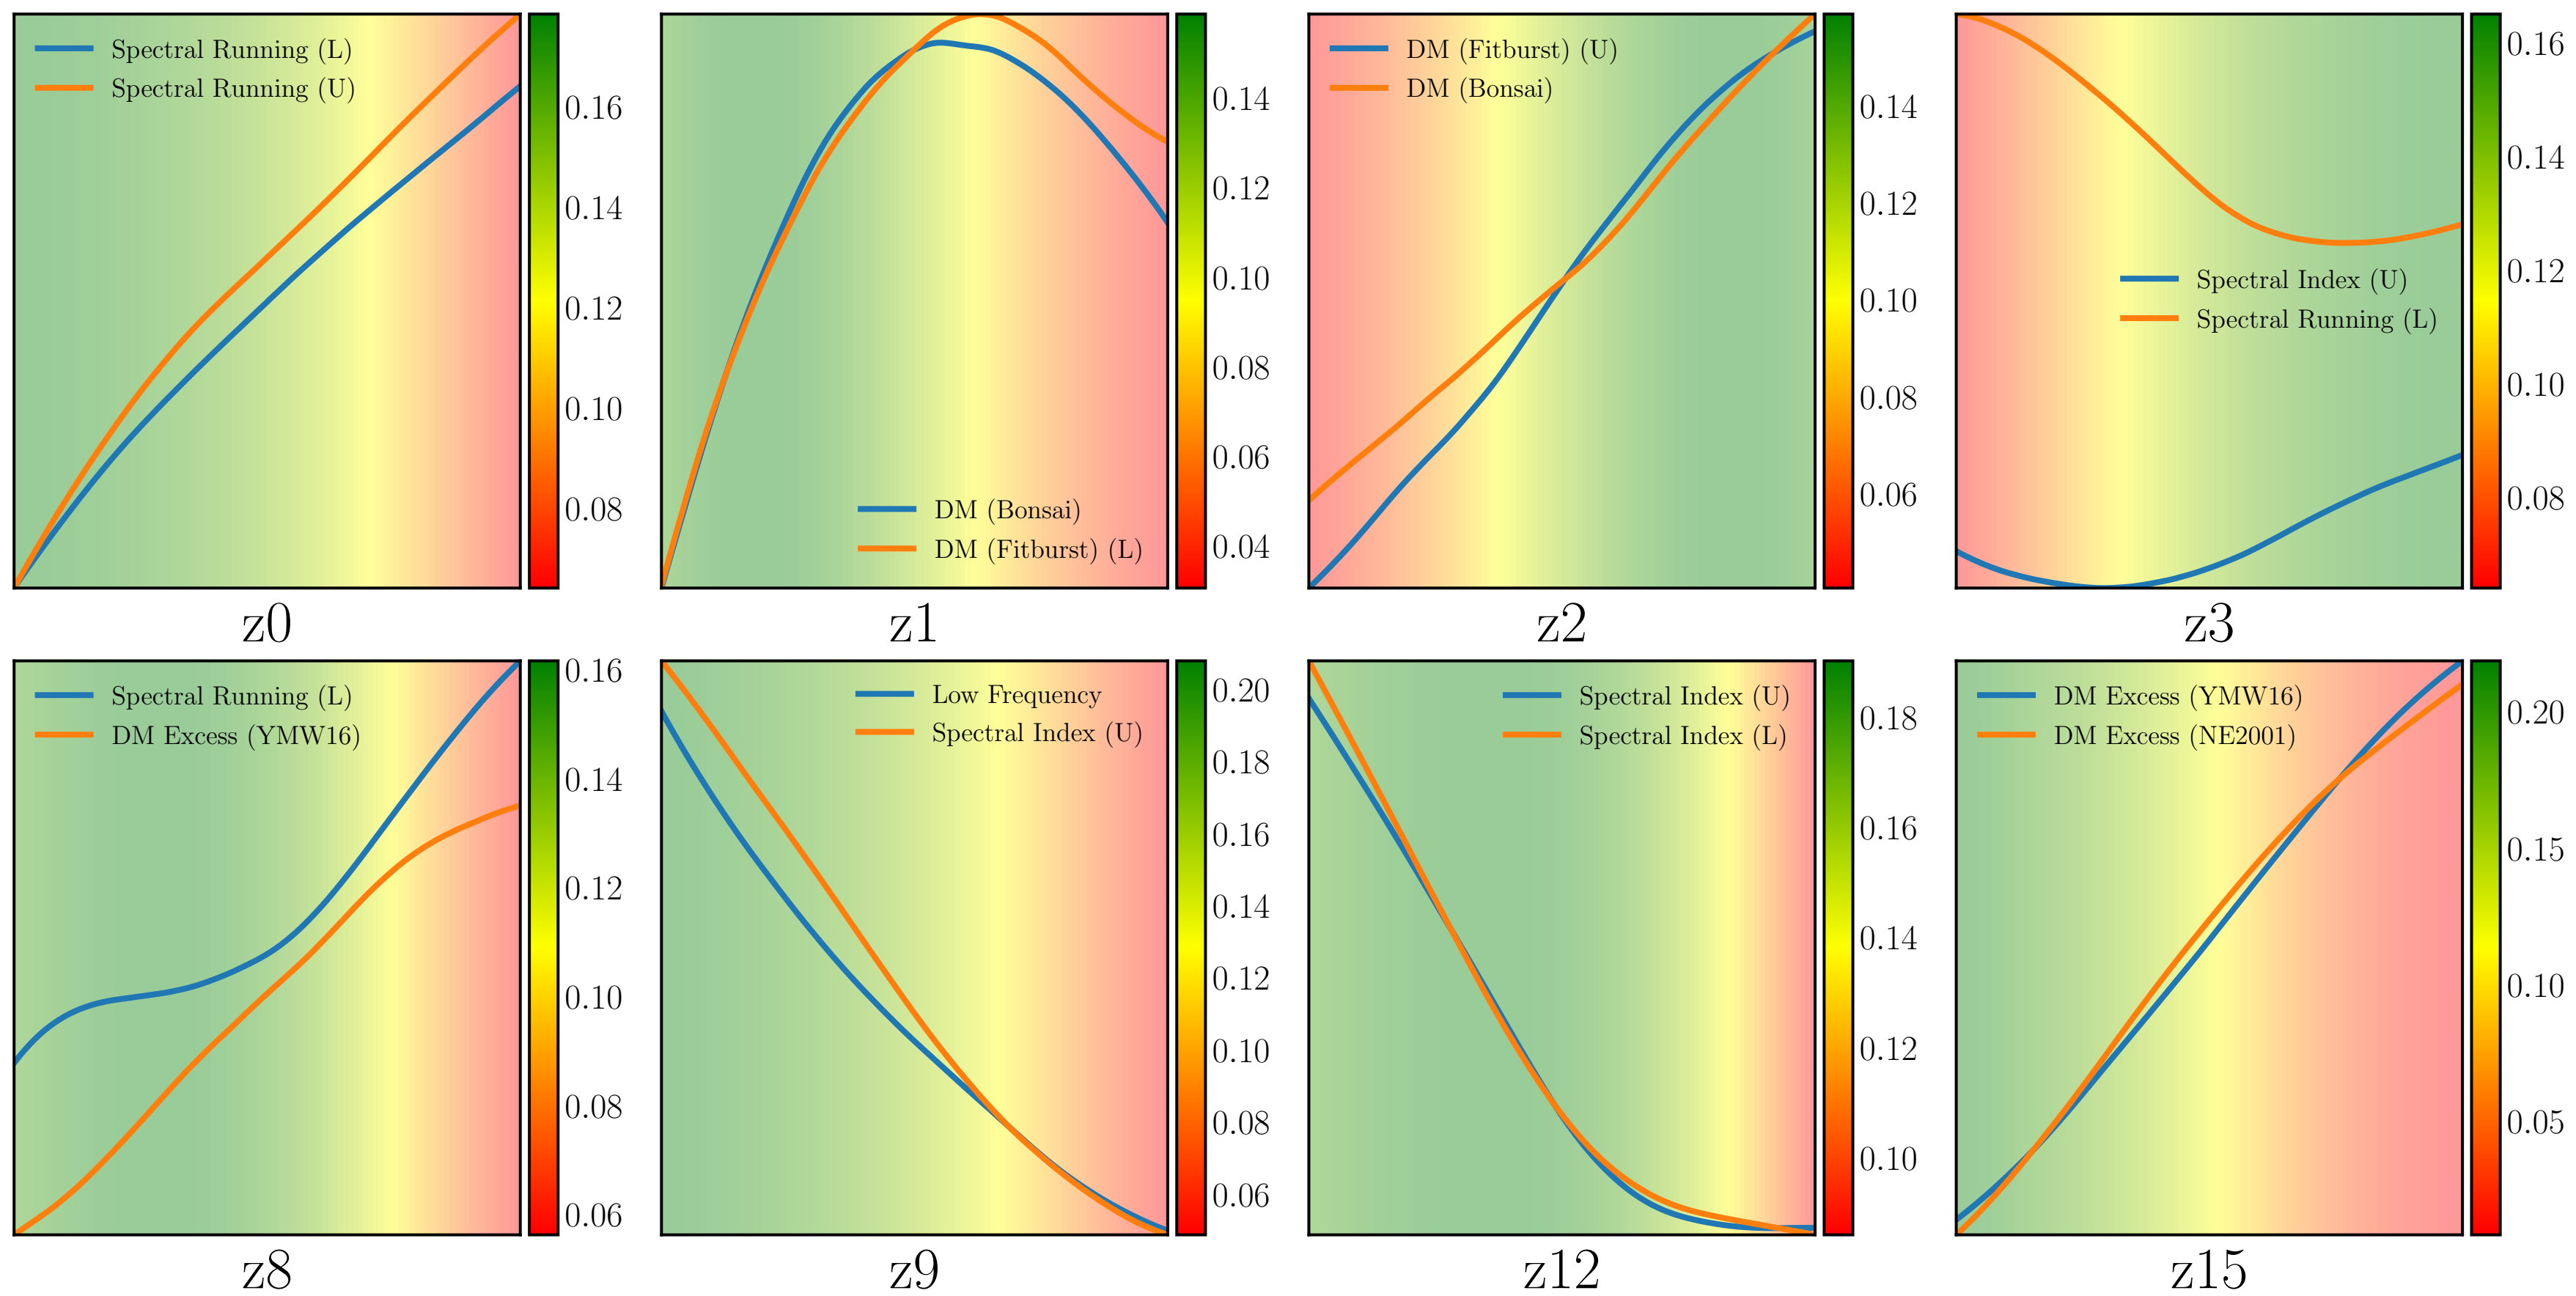 Spectral Running (L)
Spectral Running (U)
0.16
0.14
0.12
0.10
0.08
z0
DM (Bonsai)
DM (Fitburst) (L)
0.14
0.12
0.10
0.08
0.06
0.04
z1
DM (Fitburst) (U)
DM (Bonsai)
0.14
0.12
0.10
0.08
0.06
z2
Spectral Index (U)
Spectral Running (L)
0.16
0.14
0.12
0.10
0.08
z3
Spectral Running (L)
DM Excess (YMW16)
0.16
0.14
0.12
0.10
0.08
0.06
z8
Low Frequency
Spectral Index (U)
0.20
0.18
0.16
0.14
0.12
0.10
0.08
0.06
z9
Spectral Index (U)
Spectral Index (L)
0.18
0.16
0.14
0.12
0.10
z12
DM Excess (YMW16)
DM Excess (NE2001)
0.20
0.15
0.10
0.05
z15